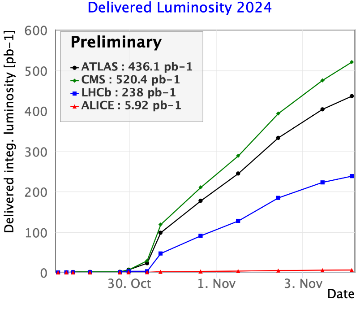 Delivered Luminosity 2024
Delivered integ. luminosity [pb-1]
600
500
400
300
200
100
0
Preliminary
ATLAS : 436.1 pb-1
CMS : 520.4 pb-1
LHCb : 238 pb-1
ALICE : 5.92 pb-1
30. Oct
1. Nov
3. Nov
Date